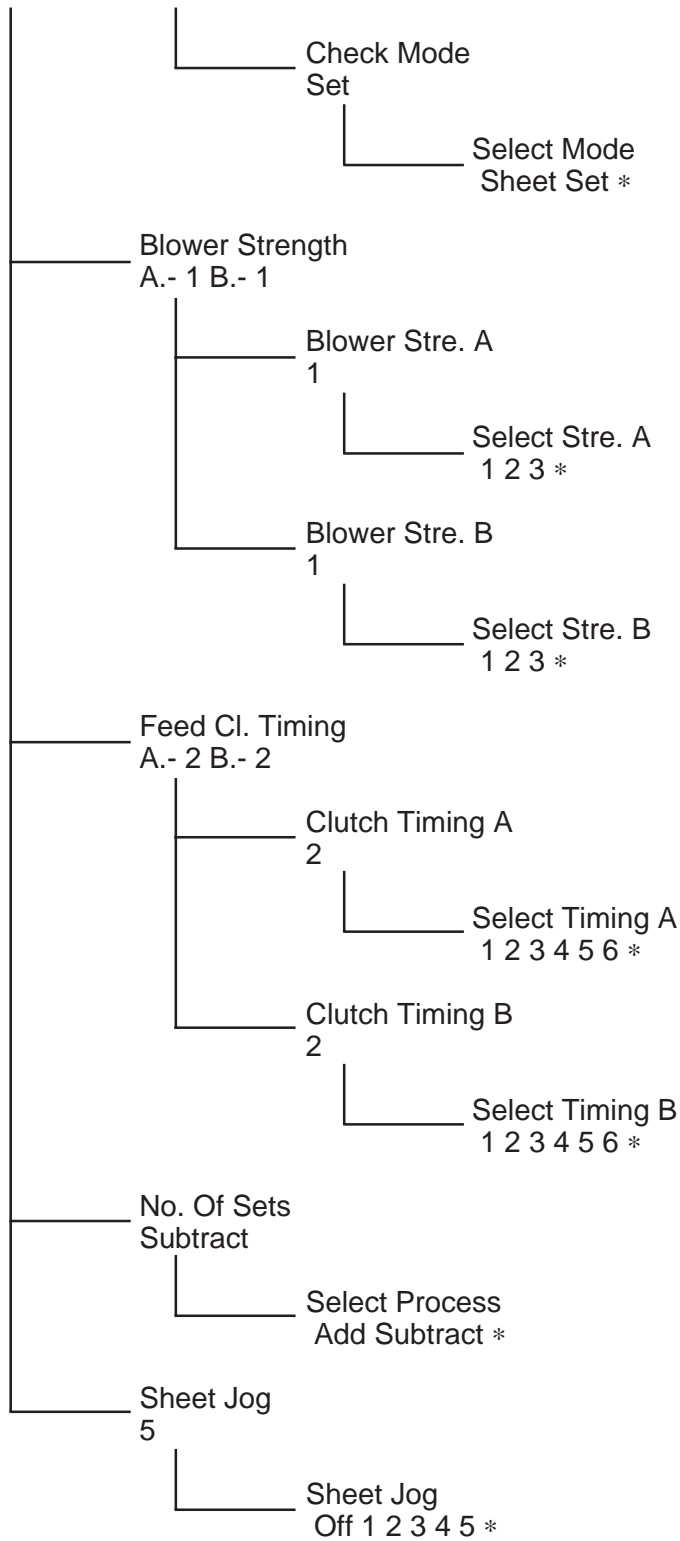 Check Mode
Set
Select Mode
Sheet Set *
Blower Strength
A.- 1 B.- 1
Blower Stre. A
1
Select Stre. A
1 2 3 *
Blower Stre. B
1
Select Stre. B
1 2 3 *
Feed Cl. Timing
A.- 2 B.- 2
Clutch Timing A
2
Select Timing A
1 2 3 4 5 6 *
Clutch Timing B
2
Select Timing B
1 2 3 4 5 6 *
No. Of Sets
Subtract
Select Process
Add Subtract *
Sheet Jog
5
Sheet Jog
Off 1 2 3 4 5 *